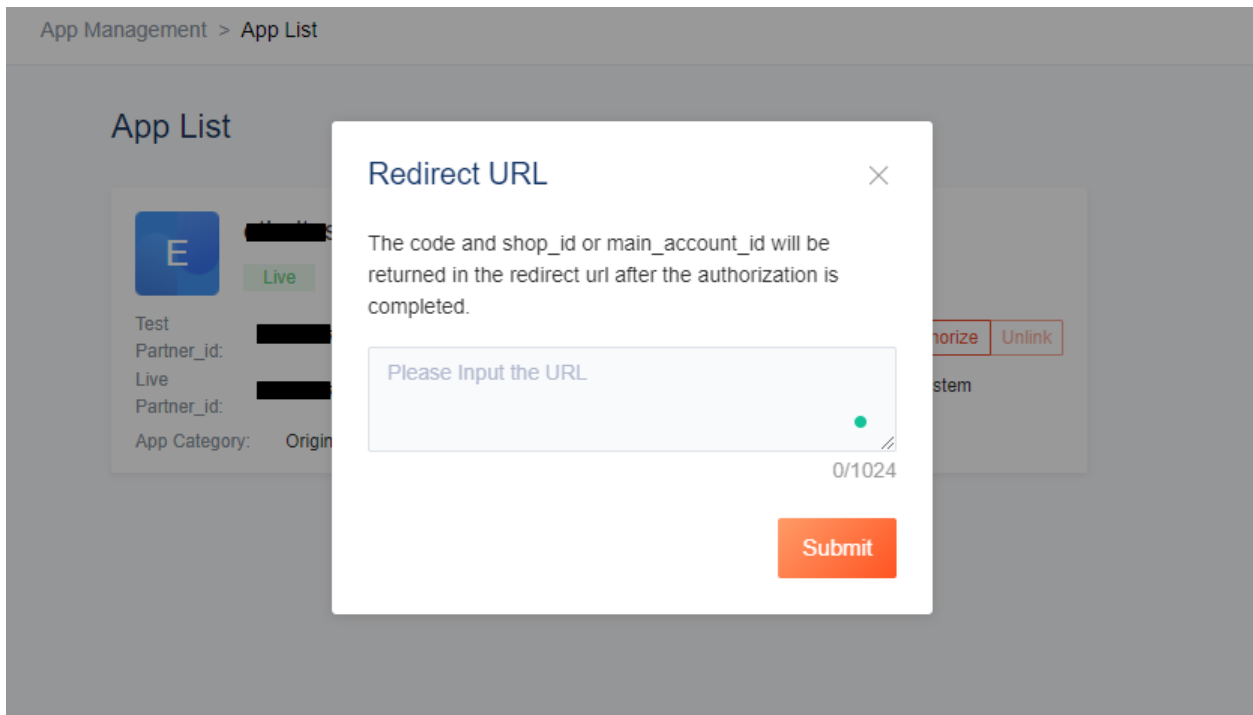 App Management > App List
App List
Redirect URL
The code and shop_id or main_account_id will be
returned in the redirect url after the authorization is
completed.
Please Input the URL
0/1024
Submit
E
Live
Test
Partner_id:
Live
Partner_id:
App Category:
Unlink